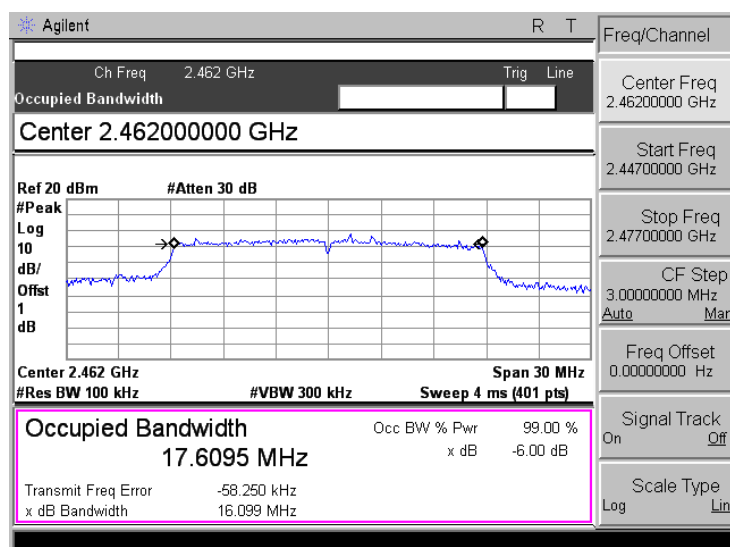 Agilent
R T
Ch Freq 2.462 GHz
Trig Line
Occupied Bandwidth
Center 2.462000000 GHz
Ref 20 dBm #Atten 30 dB
#Peak
Log
10
dB/
Offst
1
dB
Center 2.462 GHz Span 30 MHz
#Res BW 100 kHz #VBW 300 kHz Sweep 4 ms (401 pts)
Occupied Bandwidth
17.6095 MHz
Occ BW % Pwr 99.00 %
x dB -6.00 dB
Transmit Freq Error -58.250 kHz
x dB Bandwidth 16.099 MHz
Freq/Channel
Center Freq
2.46200000 GHz
Start Freq
2.44700000 GHz
Stop Freq
2.47700000 GHz
CF Step
3.00000000 MHz
Auto Man
Freq Offset
0.00000000 Hz
Signal Track
On Off
Scale Type
Log Lin